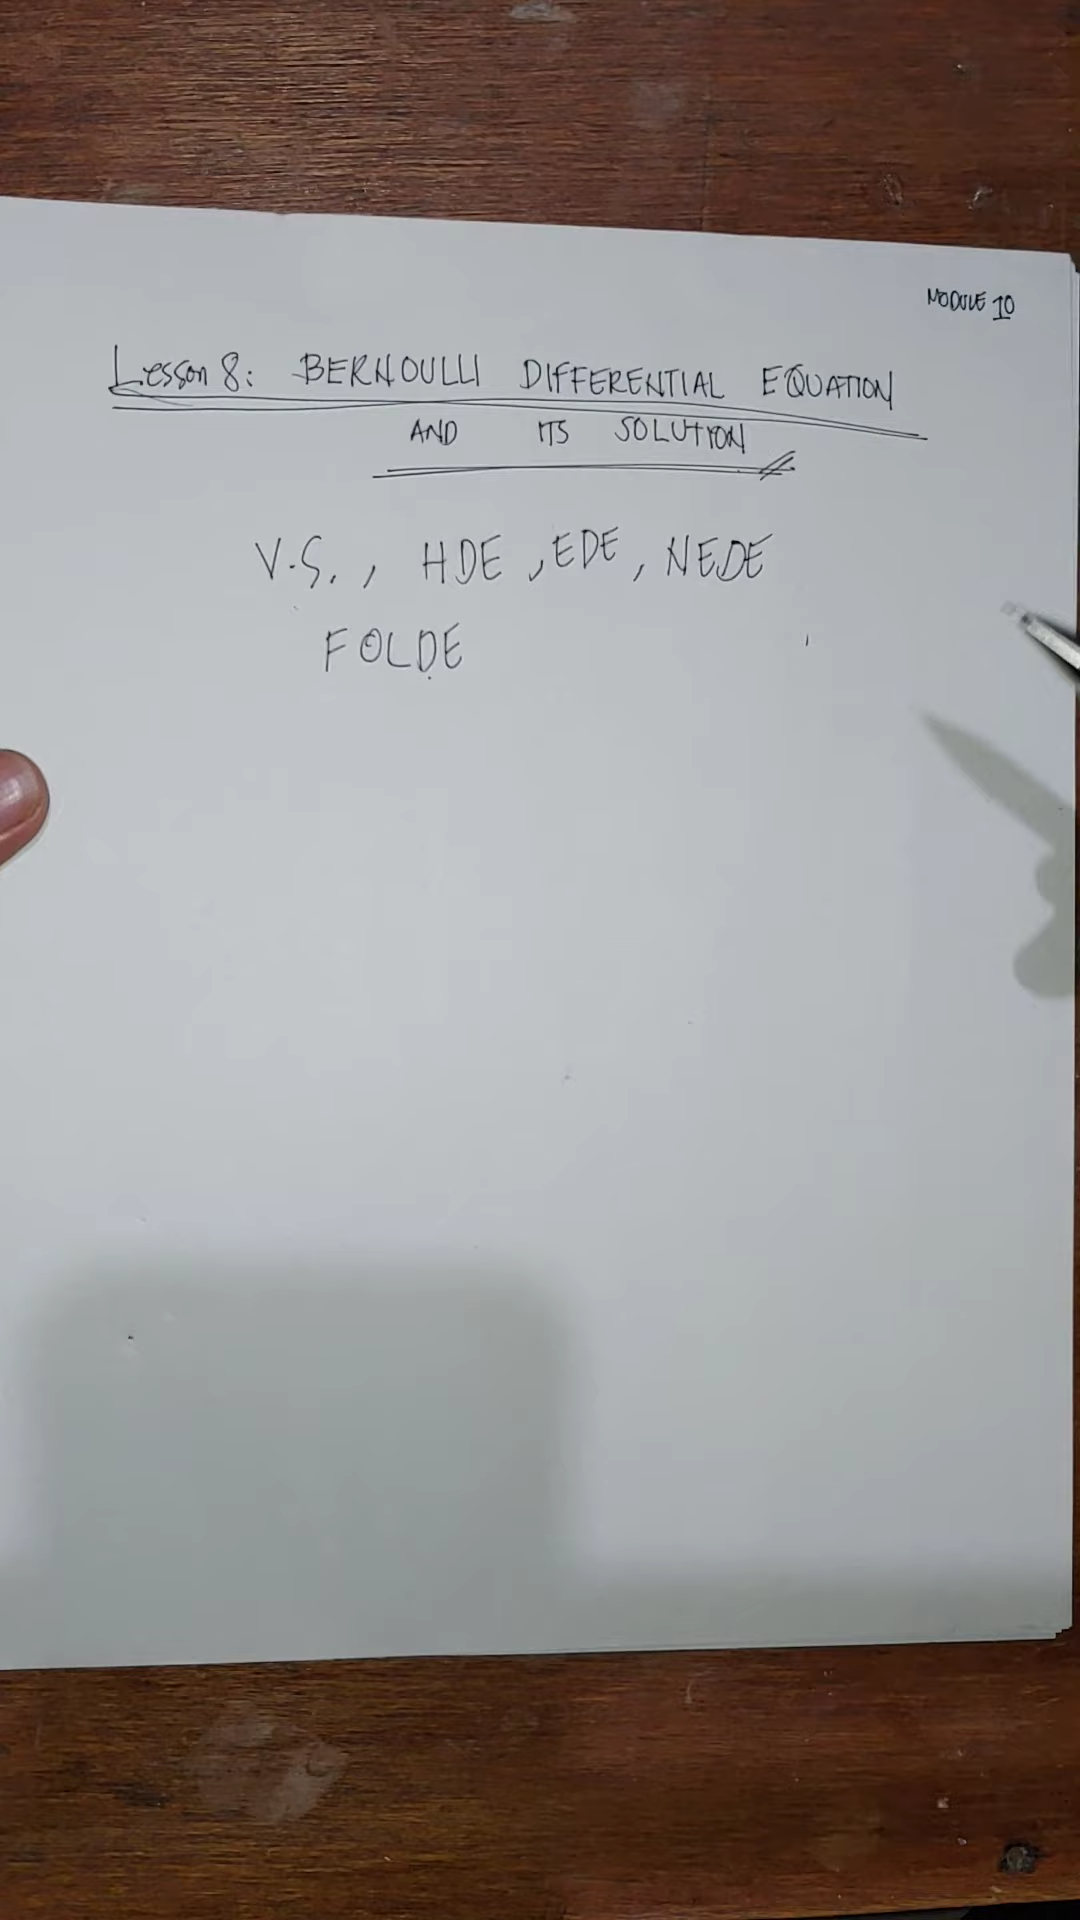 MODULE 10
Lesson 8: BERNOULLI DIFFERENTIAL EQUATION
AND ITS SOLUTION
V.S., HDE, EDE, NEDE
FOLDE